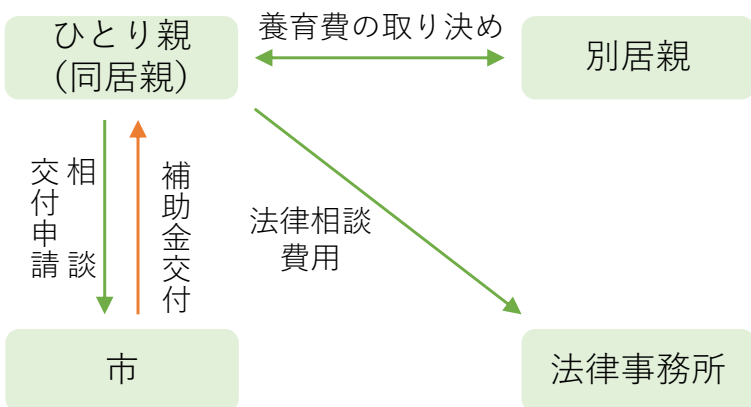 ひとり親
(同居親)
養育費の取り決め
別居親
相談
交付申請
補助金交付
法律相談
費用
市
法律事務所